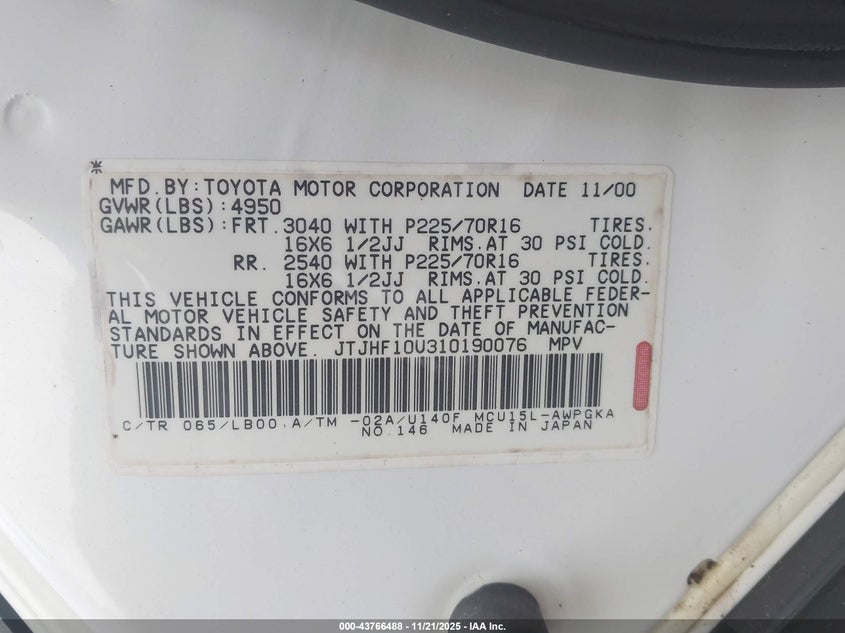 MFD.BY:TOYOTA MOTOR CORPORATION DATE 11/00
GVWR(LBS):4950
GAWR(LBS):FRT.3040 WITH P225/70R16 TIRES.
16X6 1/2JJ RIMS.AT 30 PSI COLD.
RR. 2540 WITH P225/70R16 TIRES,
16X6 1/2JJ RIMS.AT 30 PSI COLD.
THIS VEHICLE CONFORMS TO ALL APPLICABLE FEDER-
AL MOTOR VEHICLE SAFETY AND THEFT PREVENTION
STANDARDS IN EFFECT ON THE DATE OF MANUFAC-
TURE SHOWN ABOVE. JTJHF10U310190076 MPV
C/TR 065/LB00.A/TM -02A/U140F MCU15L-AWPGKA
NO.146 MADE IN JAPAN
000-43766488 - 11/21/2025 - IAA Inc.